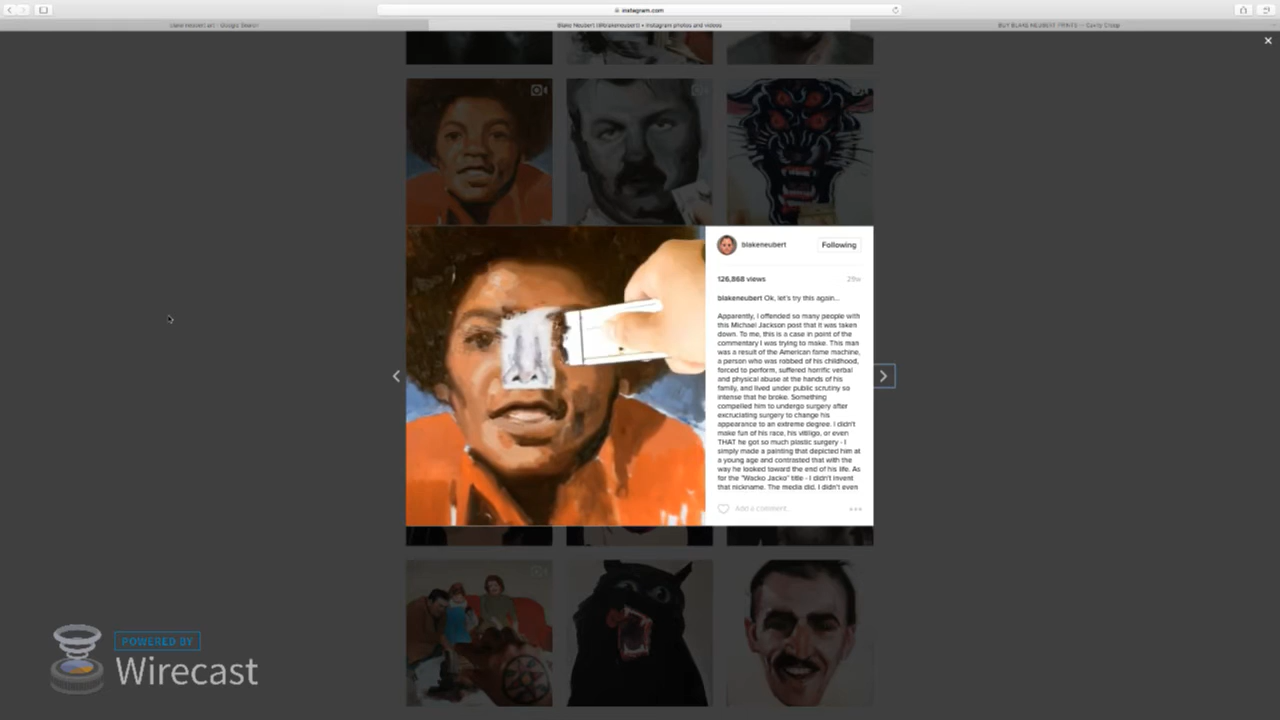 instagram.com
Blake Neubert (@blakeneubert) • Instagram photos and videos
BUY BLAKE NEUBERT PRINTS — Canty Creep
blakeneubert
Following
126,868 views
blakeneubert Ok, let's try this again...
Apparently, I offended so many people with
this Michael Jackson post that it was taken
down. To me, this is a case in point of the
commentary I was trying to make. This man
was a result of the American fame machine,
a person who was robbed of his childhood,
forced to perform, suffered horrific verbal
and physical abuse at the hands of his
family, and lived under public scrutiny so
intense that he broke. Something
compelled him to undergo surgery after
excruciating surgery to change his
appearance to an extreme degree. I didn't
make fun of his race, his vitiligo, or even
THAT he got so much plastic surgery - I
simply made a painting that depicted him at
a young age and contrasted that with the
way he looked toward the end of his life. As
for the "Wacko Jacko" title - I didn't invent
that nickname. The media did. I didn't even
Add a comment...
POWERED BY
Wirecast